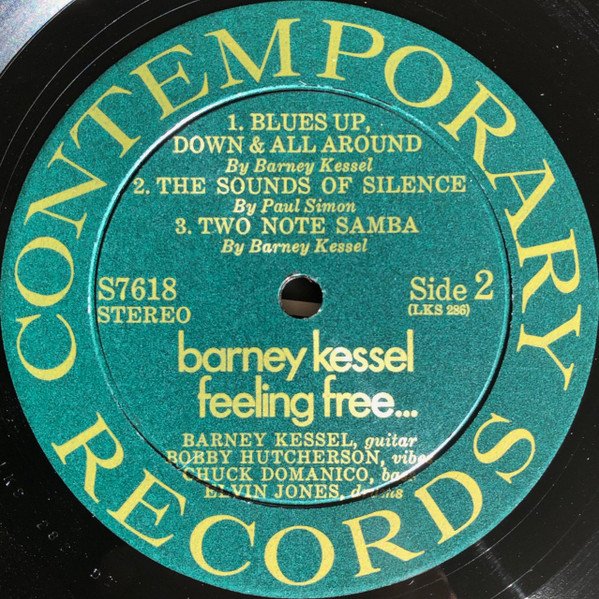 CONTEMPORARY
1. BLUES UP,
DOWN & ALL AROUND
By Barney Kessel
2. THE SOUNDS OF SILENCE
By Paul Simon
3. TWO NOTE SAMBA
By Barney Kessel
S7618
STEREO
Side 2
(LKS 286)
barney kessel
feeling free...
BARNEY KESSEL, guitar
BOBBY HUTCHERSON, vibes
CHUCK DOMANICO,
ELVIN JONES,
RECORDS